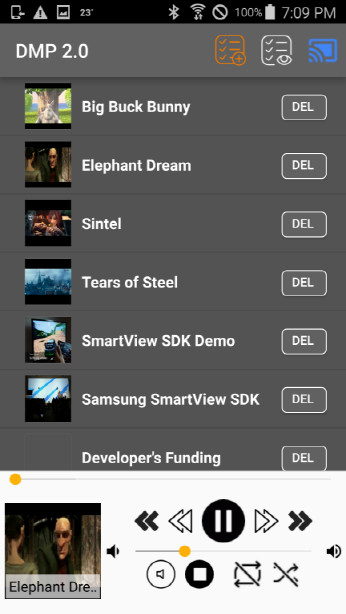 23° 100% 7:09 PM
DMP 2.0
Big Buck Bunny DEL
Elephant Dream DEL
Sintel DEL
Tears of Steel DEL
SmartView SDK Demo DEL
Samsung SmartView SDK DEL
Developer's Funding DEL
Elephant Dre..